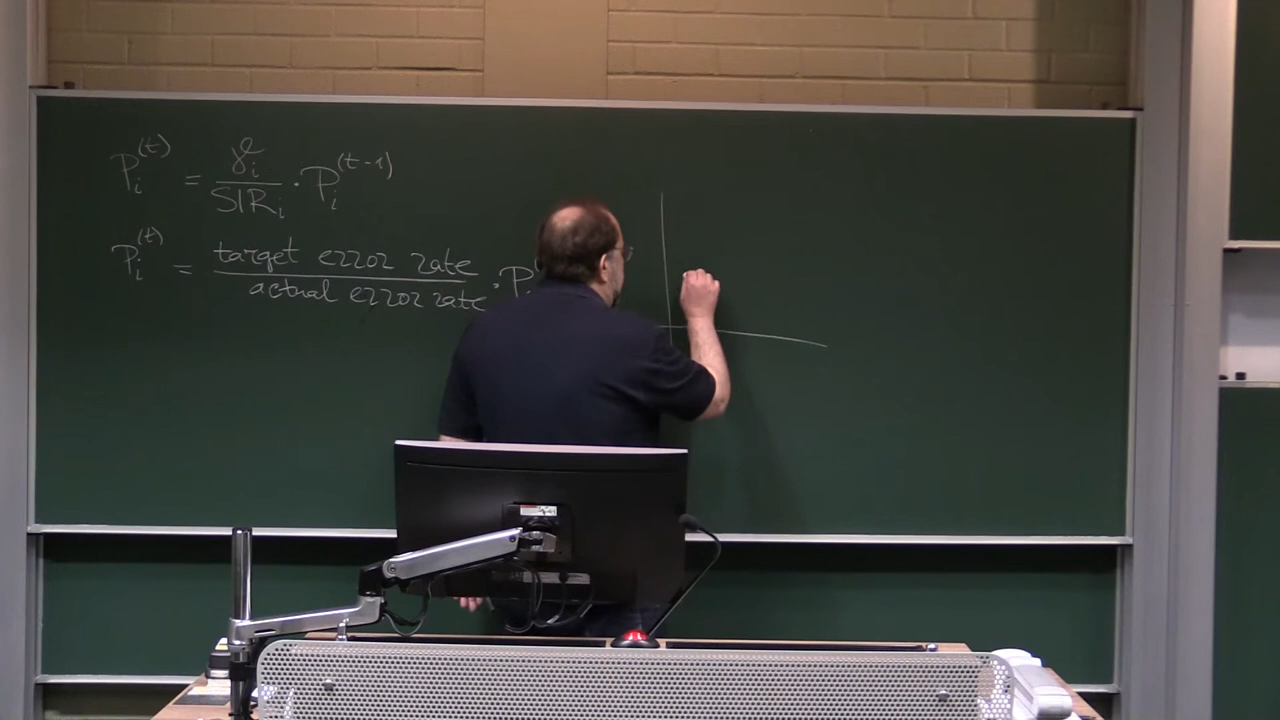 P_i^(t) = γ_i / SIR_i · P_i^(t-1)
P_i^(t) = target error rate / actual error rate · P